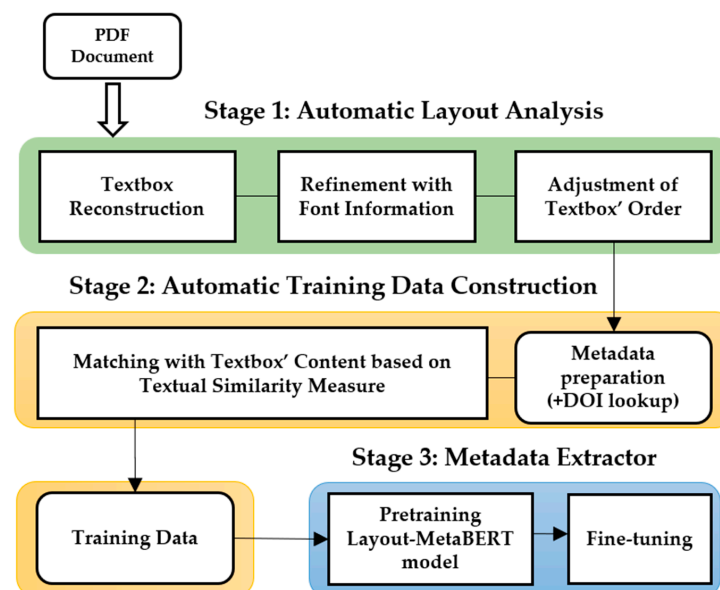 PDF
Document
Stage 1: Automatic Layout Analysis
Textbox
Reconstruction
Refinement with
Font Information
Adjustment of
Textbox' Order
Stage 2: Automatic Training Data Construction
Matching with Textbox' Content based on
Textual Similarity Measure
Metadata
preparation
(+DOI lookup)
Stage 3: Metadata Extractor
Training Data
Pretraining
Layout-MetaBERT
model
Fine-tuning